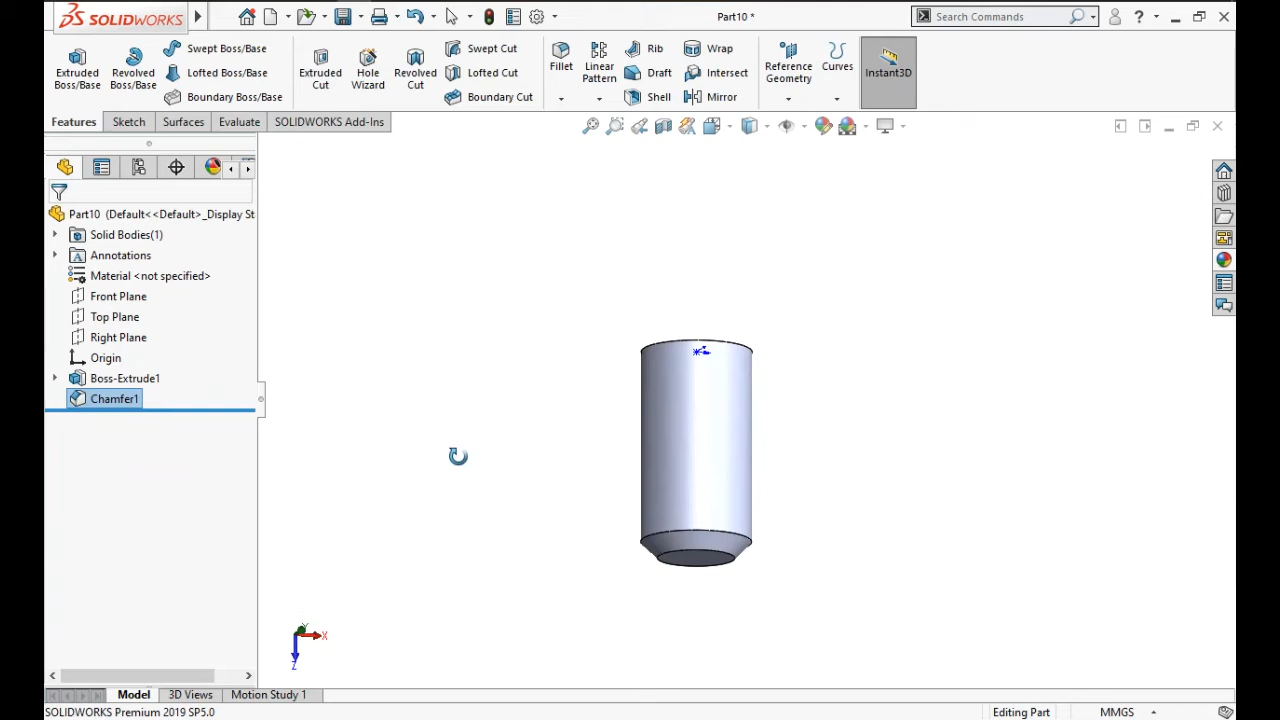 SOLIDWORKS
Part10 *
Search Commands
?
Extruded Boss/Base
Revolved Boss/Base
Swept Boss/Base
Lofted Boss/Base
Boundary Boss/Base
Extruded Cut
Hole Wizard
Revolved Cut
Swept Cut
Lofted Cut
Boundary Cut
Fillet
Linear Pattern
Rib
Draft
Shell
Wrap
Intersect
Mirror
Reference Geometry
Curves
Instant3D
Features
Sketch
Surfaces
Evaluate
SOLIDWORKS Add-Ins
Part10 (Default<<Default>_Display St
Solid Bodies(1)
Annotations
Material <not specified>
Front Plane
Top Plane
Right Plane
Origin
Boss-Extrude1
Chamfer1
Y
X
Z
Model
3D Views
Motion Study 1
SOLIDWORKS Premium 2019 SP5.0
Editing Part
MMGS